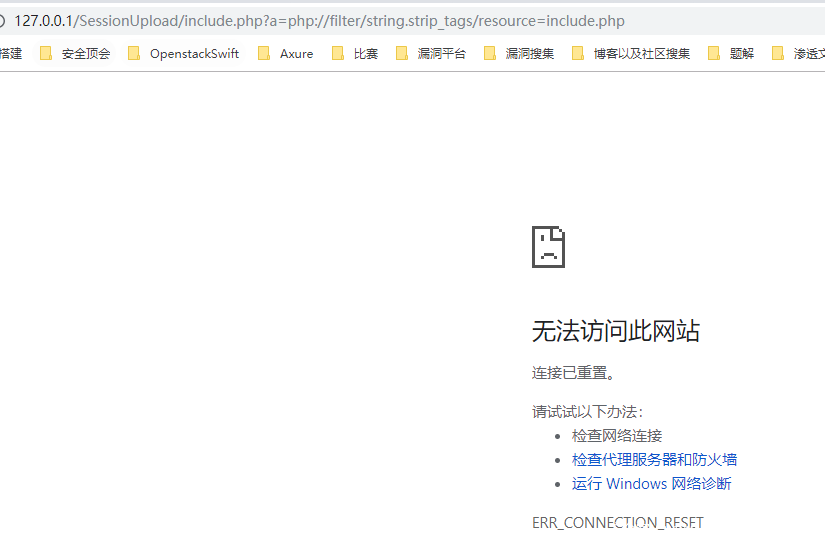 127.0.0.1/SessionUpload/include.php?a=php://filter/string.strip_tags/resource=include.php
搭建 安全顶会 OpenstackSwift Axure 比赛 漏洞平台 漏洞搜集 博客以及社区搜集 题解 渗透文
无法访问此网站
连接已重置。
请试试以下办法：
• 检查网络连接
• 检查代理服务器和防火墙
• 运行 Windows 网络诊断
ERR_CONNECTION_RESET